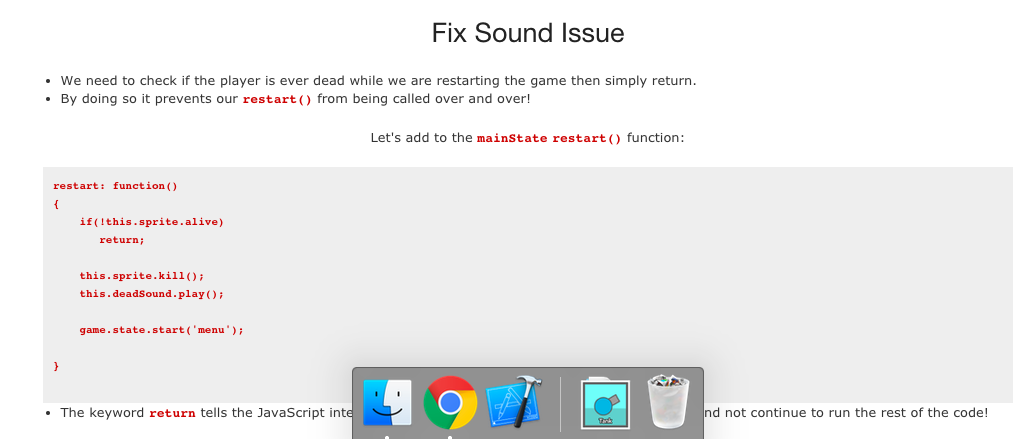 Fix Sound Issue
We need to check if the player is ever dead while we are restarting the game then simply return.
By doing so it prevents our restart() from being called over and over!
Let's add to the mainState restart() function:
restart: function()
{
if(!this.sprite.alive)
return;
this.sprite.kill();
this.deadSound.play();
game.state.start('menu');
}
The keyword return tells the JavaScript nd not continue to run the rest of the code!
Tank